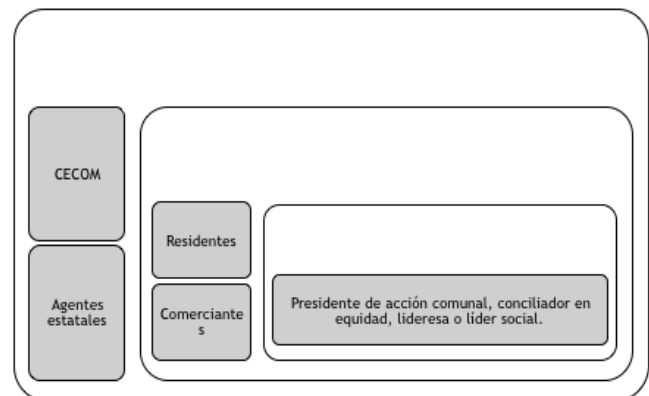 CECOM
Agentes
estatales
Residentes
Comerciante
s
Presidente de acción comunal, conciliador en
equidad, lideresa o líder social.